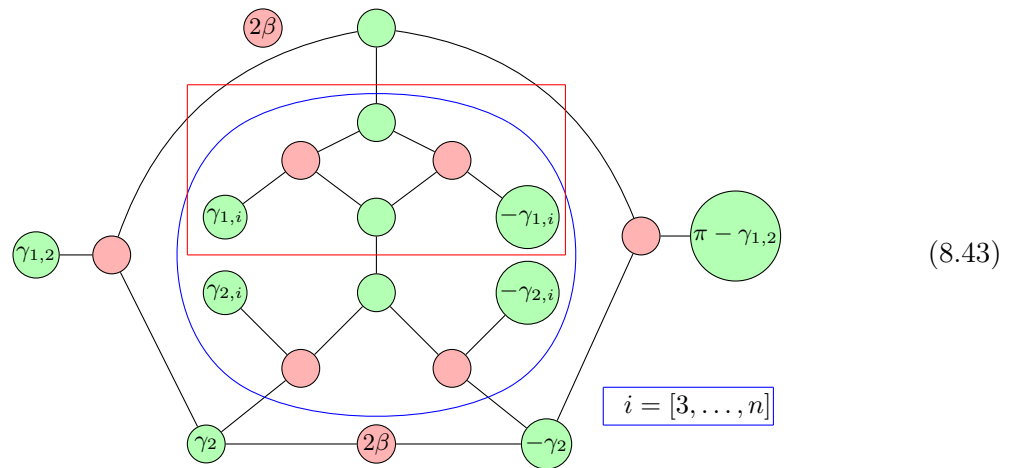 2β
γ₁,ᵢ
−γ₁,ᵢ
γ₁,₂
π − γ₁,₂
(8.43)
γ₂,ᵢ
−γ₂,ᵢ
i = [3, . . . , n]
γ₂
2β
−γ₂